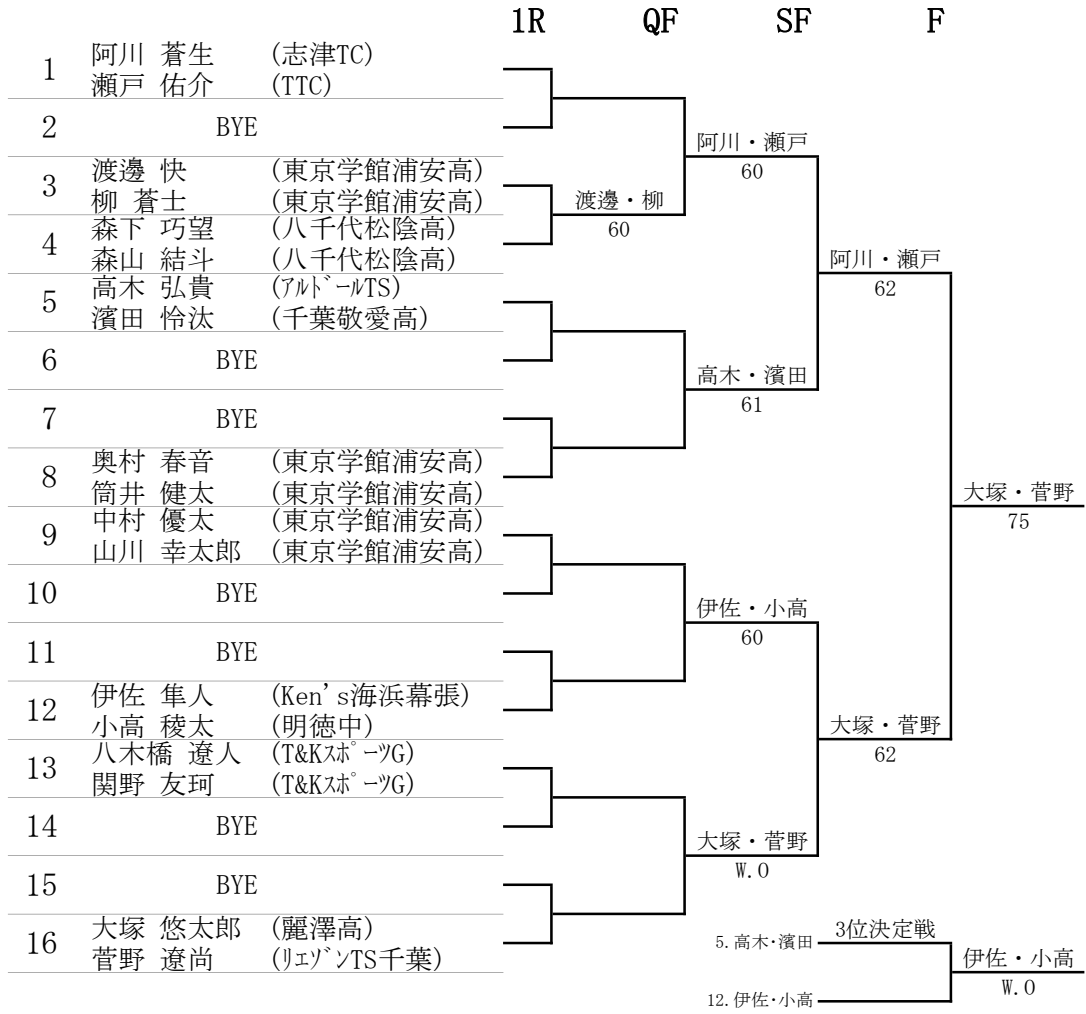 1R QF SF F
1 阿川 蒼生 (志津TC)
瀬戸 佑介 (TTC)
2 BYE
阿川・瀬戸
60
3 渡邊 快 (東京学館浦安高)
柳 蒼士 (東京学館浦安高)
渡邊・柳
60
4 森下 巧望 (八千代松陰高)
森山 結斗 (八千代松陰高)
阿川・瀬戸
62
5 高木 弘貴 (ｱﾙﾄﾞｰﾙTS)
濱田 怜汰 (千葉敬愛高)
6 BYE
高木・濱田
61
7 BYE
8 奥村 春音 (東京学館浦安高)
筒井 健太 (東京学館浦安高)
大塚・菅野
75
9 中村 優太 (東京学館浦安高)
山川 幸太郎 (東京学館浦安高)
10 BYE
伊佐・小高
60
11 BYE
12 伊佐 隼人 (Ken's海浜幕張)
小高 稜太 (明徳中)
大塚・菅野
62
13 八木橋 遼人 (T&KｽﾎﾟｰﾂG)
関野 友珂 (T&KｽﾎﾟｰﾂG)
14 BYE
大塚・菅野
W.O
15 BYE
16 大塚 悠太郎 (麗澤高)
菅野 遼尚 (ﾘｴｿﾞﾝTS千葉)
3位決定戦
5.高木・濱田
伊佐・小高
W.O
12.伊佐・小高